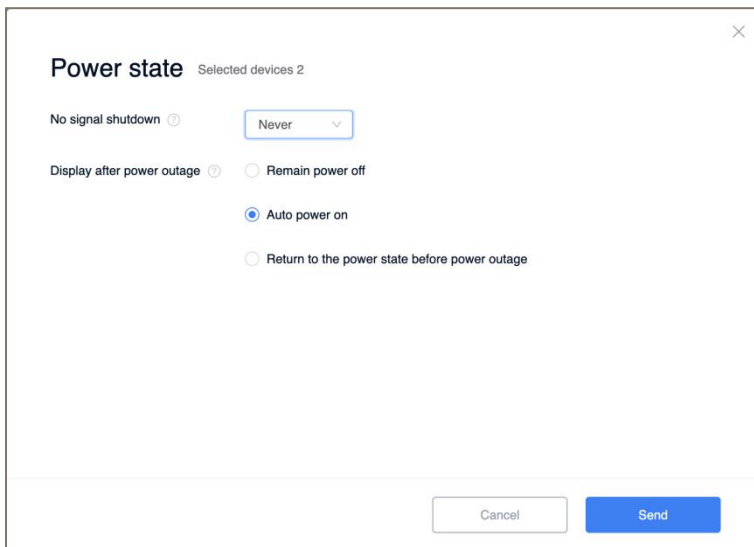 Power state Selected devices 2
No signal shutdown ? Never
Display after power outage ? Remain power off
Auto power on
Return to the power state before power outage
Cancel Send